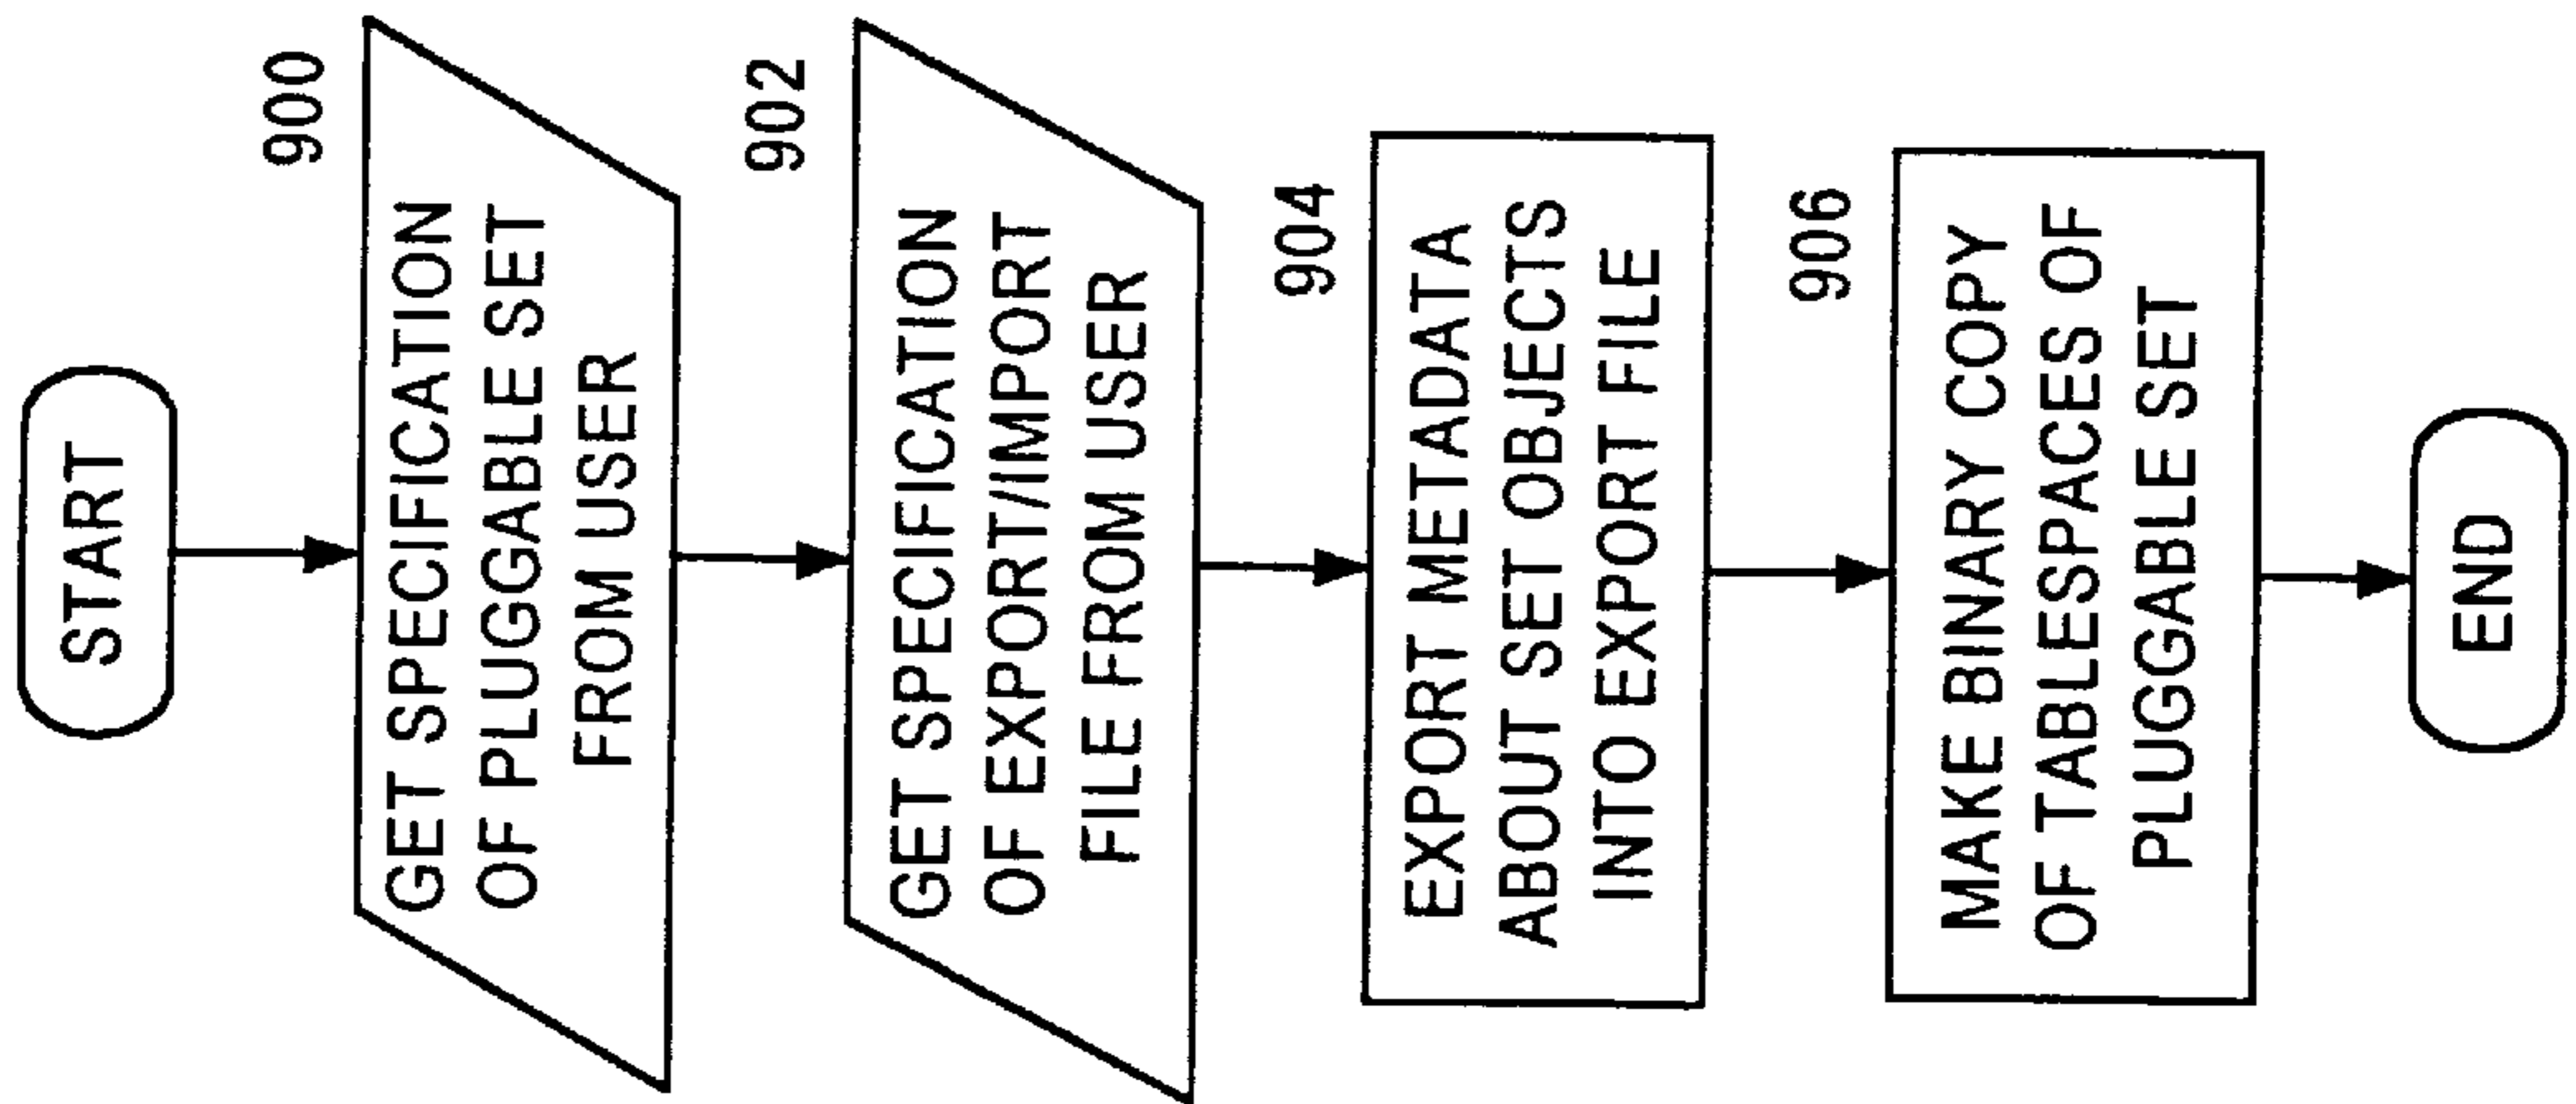 START
900
GET SPECIFICATION
OF PLUGGABLE SET
FROM USER
902
GET SPECIFICATION
OF EXPORT/IMPORT
FILE FROM USER
904
EXPORT METADATA
ABOUT SET OBJECTS
INTO EXPORT FILE
906
MAKE BINARY COPY
OF TABLESPACES OF
PLUGGABLE SET
END